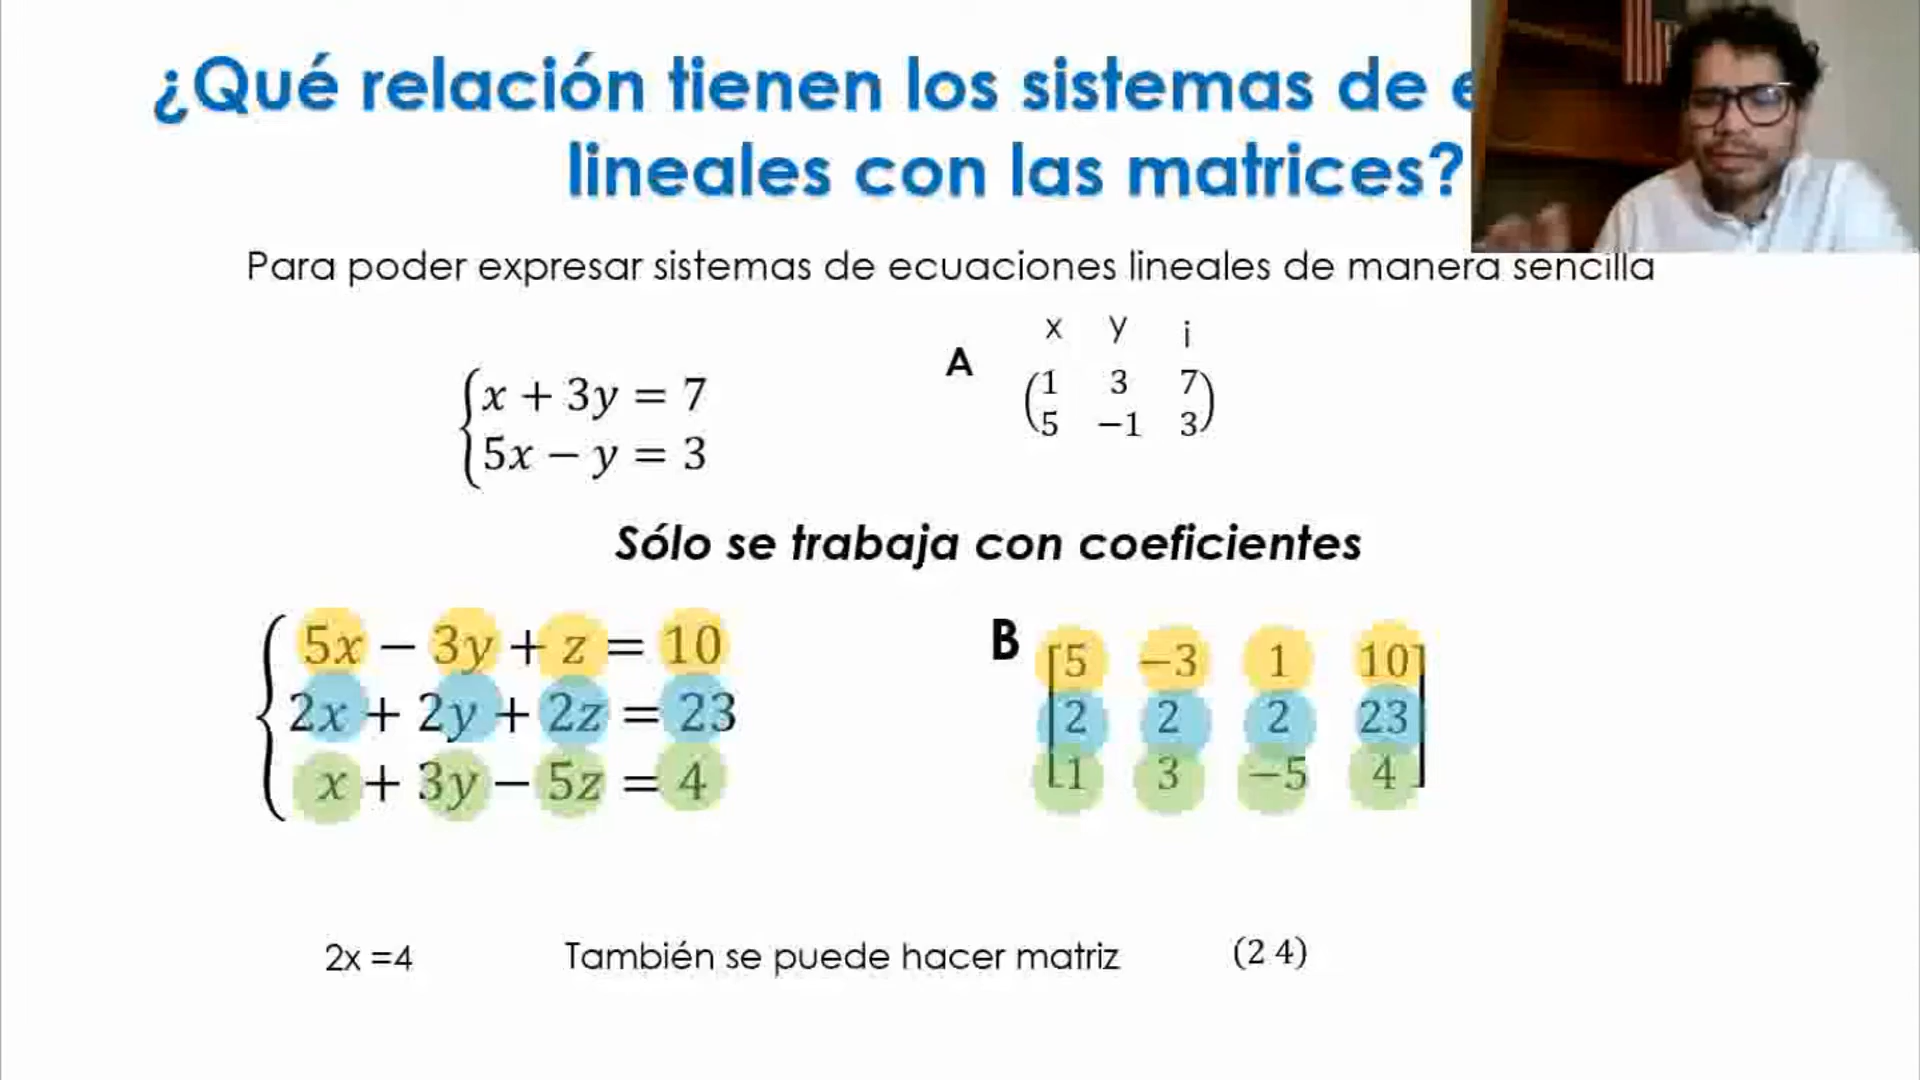 ¿Qué relación tienen los sistemas de
lineales con las matrices?
Para poder expresar sistemas de ecuaciones lineales de manera sencilla
x y i
A
x + 3y = 7
5x − y = 3
1 3 7
5 −1 3
Sólo se trabaja con coeficientes
5x − 3y + z = 10
2x + 2y + 2z = 23
x + 3y − 5z = 4
B
5 −3 1 10
2 2 2 23
1 3 −5 4
2x =4 También se puede hacer matriz (2 4)